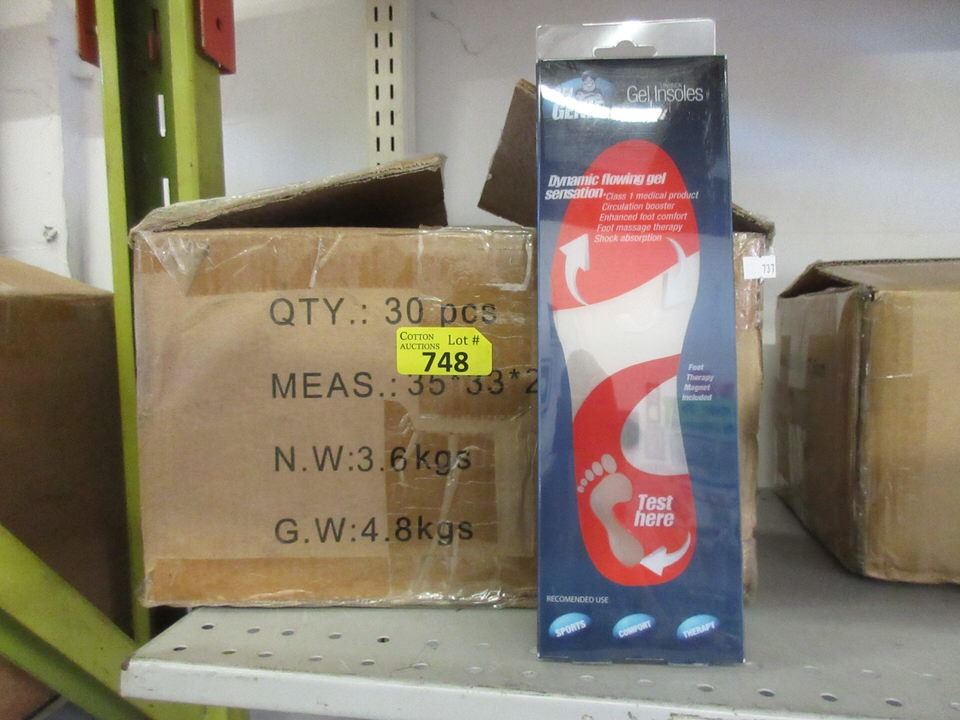 QTY.: 30 pcs
COTTON
AUCTIONS
Lot #
748
MEAS.: 35*33*2
N.W:3.6kgs
G.W:4.8kgs
737
Gel Insoles
Dynamic flowing gel
sensation
*Class 1 medical product
Circulation booster
Enhanced foot comfort
Foot massage therapy
Shock absorption
Foot
Therapy
Magnet
included
Test
here
RECOMENDED USE
SPORTS
COMFORT
THERAPY